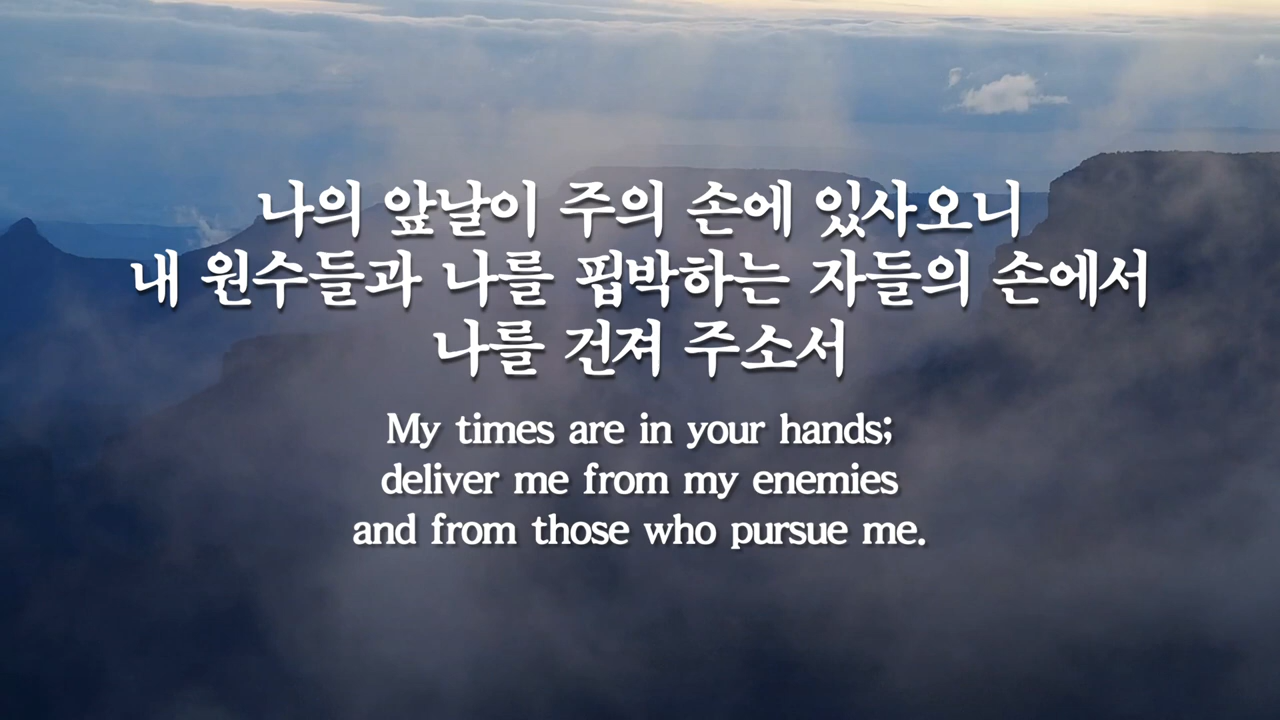 나의 앞날이 주의 손에 있사오니
내 원수들과 나를 핍박하는 자들의 손에서
나를 건져 주소서
My times are in your hands;
deliver me from my enemies
and from those who pursue me.